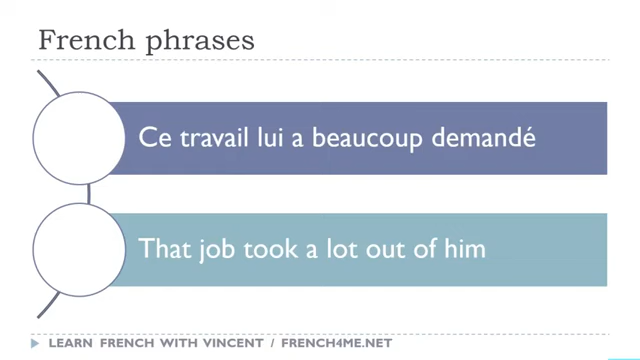 French phrases
Ce travail lui a beaucoup demandé
That job took a lot out of him
LEARN FRENCH WITH VINCENT / FRENCH4ME.NET